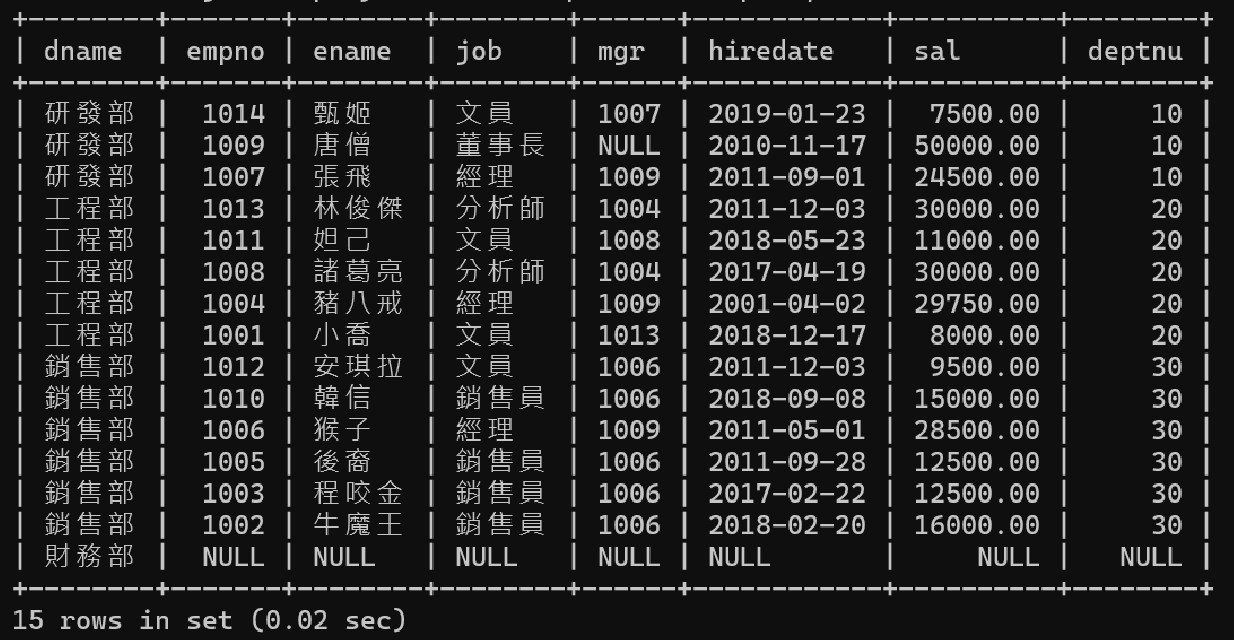 +--------+-------+--------+--------+------+------------+----------+--------+
| dname | empno | ename | job | mgr | hiredate | sal | deptnu |
+--------+-------+--------+--------+------+------------+----------+--------+
| 研發部 | 1014 | 甄姬 | 文員 | 1007 | 2019-01-23 | 7500.00 | 10 |
| 研發部 | 1009 | 唐僧 | 董事長 | NULL | 2010-11-17 | 50000.00 | 10 |
| 研發部 | 1007 | 張飛 | 經理 | 1009 | 2011-09-01 | 24500.00 | 10 |
| 工程部 | 1013 | 林俊傑 | 分析師 | 1004 | 2011-12-03 | 30000.00 | 20 |
| 工程部 | 1011 | 妲己 | 文員 | 1008 | 2018-05-23 | 11000.00 | 20 |
| 工程部 | 1008 | 諸葛亮 | 分析師 | 1004 | 2017-04-19 | 30000.00 | 20 |
| 工程部 | 1004 | 豬八戒 | 經理 | 1009 | 2001-04-02 | 29750.00 | 20 |
| 工程部 | 1001 | 小喬 | 文員 | 1013 | 2018-12-17 | 8000.00 | 20 |
| 銷售部 | 1012 | 安琪拉 | 文員 | 1006 | 2011-12-03 | 9500.00 | 30 |
| 銷售部 | 1010 | 韓信 | 銷售員 | 1006 | 2018-09-08 | 15000.00 | 30 |
| 銷售部 | 1006 | 猴子 | 經理 | 1009 | 2011-05-01 | 28500.00 | 30 |
| 銷售部 | 1005 | 後裔 | 銷售員 | 1006 | 2011-09-28 | 12500.00 | 30 |
| 銷售部 | 1003 | 程咬金 | 銷售員 | 1006 | 2017-02-22 | 12500.00 | 30 |
| 銷售部 | 1002 | 牛魔王 | 銷售員 | 1006 | 2018-02-20 | 16000.00 | 30 |
| 財務部 | NULL | NULL | NULL | NULL | NULL | NULL | NULL |
+--------+-------+--------+--------+------+------------+----------+--------+
15 rows in set (0.02 sec)